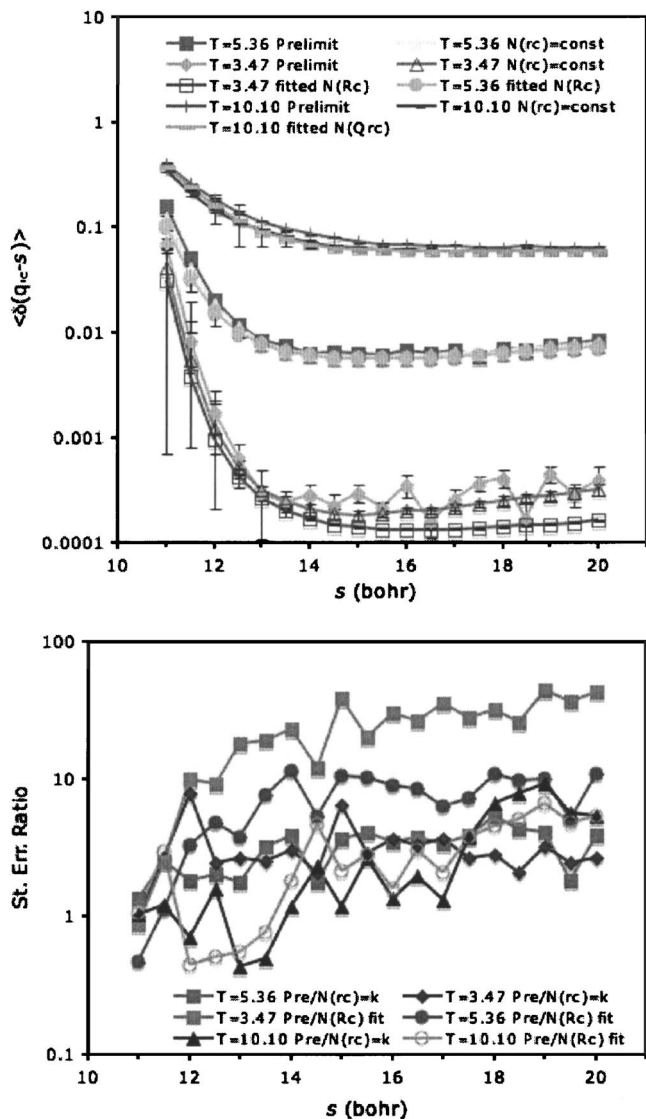 T=5.36 Prelimit
T=5.36 N(rc)=const
T=3.47 Prelimit
T=3.47 N(rc)=const
T=3.47 fitted N(Rc)
T=5.36 fitted N(Rc)
T=10.10 Prelimit
T=10.10 N(rc)=const
T=10.10 fitted N(Qrc)
10
1
0.1
0.01
0.001
0.0001
<δ(qrc-s)>
10 12 14 16 18 20
s (bohr)
100
10
1
0.1
St. Err. Ratio
T=5.36 Pre/N(rc)=k
T=3.47 Pre/N(rc)=k
T=3.47 Pre/N(Rc) fit
T=5.36 Pre/N(Rc) fit
T=10.10 Pre/N(rc)=k
T=10.10 Pre/N(Rc) fit
10 12 14 16 18 20
s (bohr)